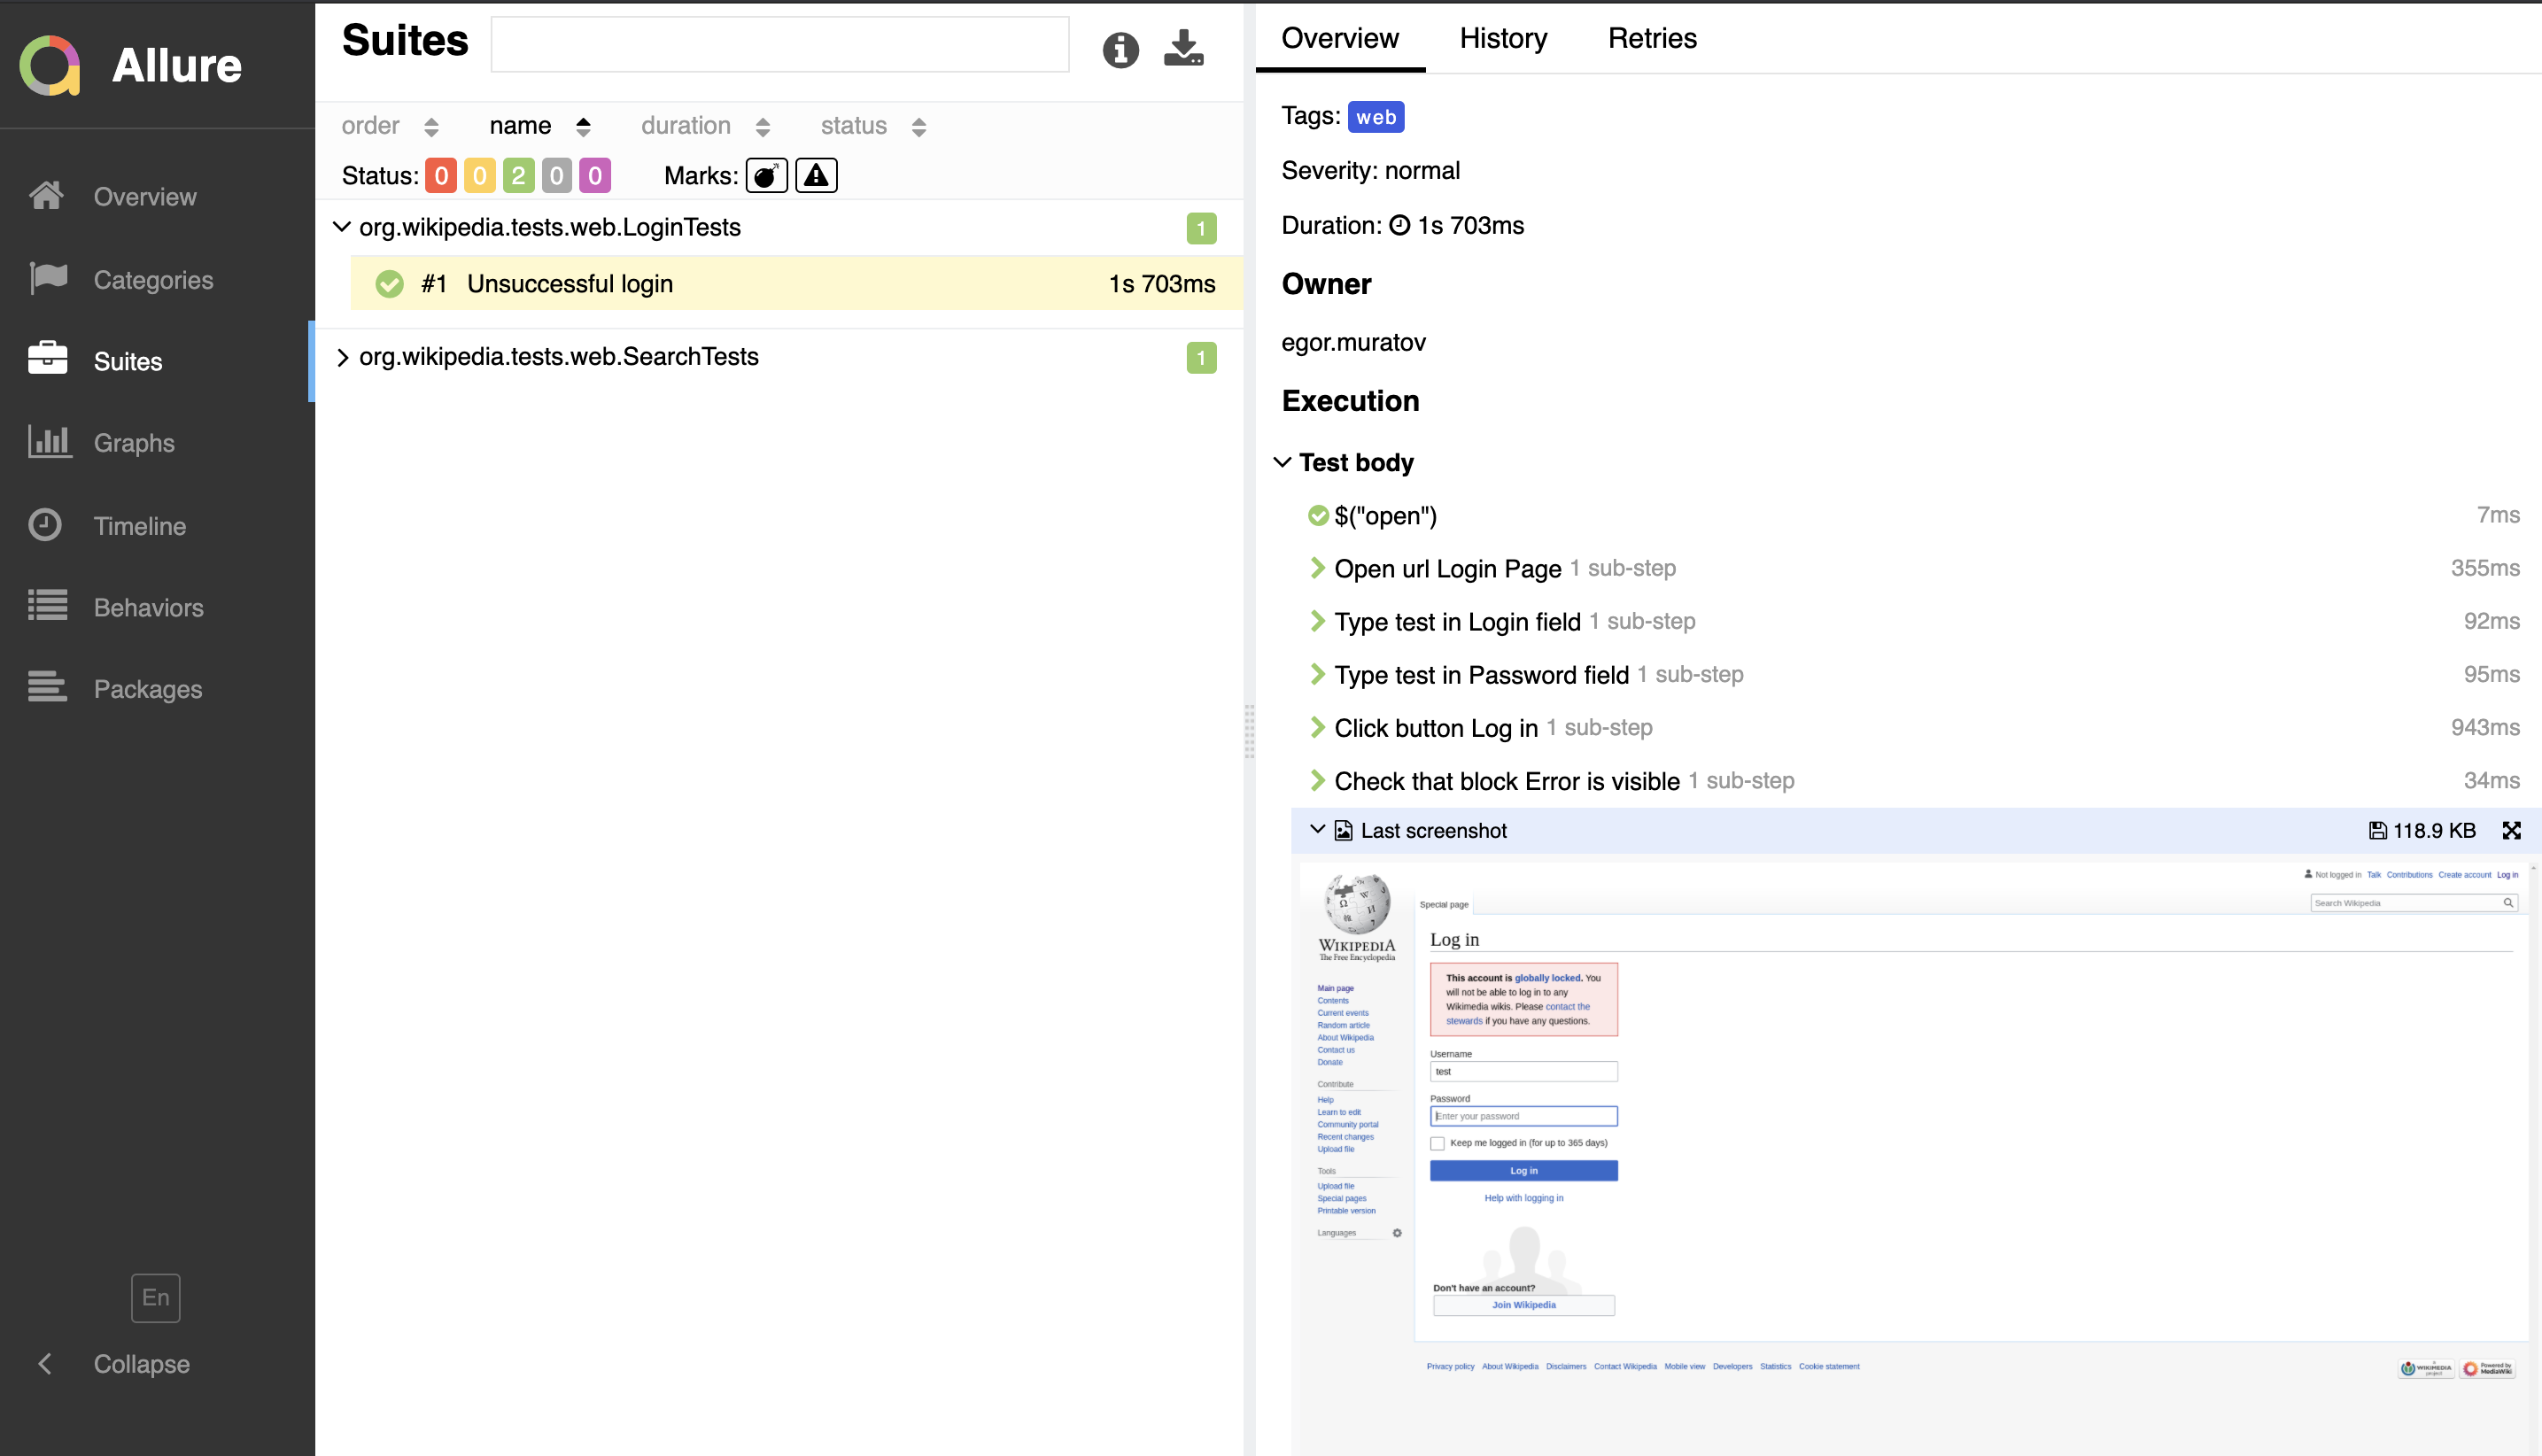 Allure
Overview
Categories
Suites
Graphs
Timeline
Behaviors
Packages
En
Collapse
Suites
order name duration status
Status: 0 0 2 0 0 Marks:
org.wikipedia.tests.web.LoginTests 1
#1 Unsuccessful login 1s 703ms
org.wikipedia.tests.web.SearchTests 1
Overview History Retries
Tags: web
Severity: normal
Duration: 1s 703ms
Owner
egor.muratov
Execution
Test body
$("open") 7ms
Open url Login Page 1 sub-step 355ms
Type test in Login field 1 sub-step 92ms
Type test in Password field 1 sub-step 95ms
Click button Log in 1 sub-step 943ms
Check that block Error is visible 1 sub-step 34ms
Last screenshot 118.9 KB
Not logged in Talk Contributions Create account Log in
Special page
Search Wikipedia
WIKIPEDIA
The Free Encyclopedia
Main page
Contents
Current events
Random article
About Wikipedia
Contact us
Donate
Contribute
Help
Learn to edit
Community portal
Recent changes
Upload file
Tools
Upload file
Special pages
Printable version
Languages
Log in
This account is globally locked. You
will not be able to log in to any
Wikimedia wikis. Please contact the
stewards if you have any questions.
Username
test
Password
Enter your password
Keep me logged in (for up to 365 days)
Log in
Help with logging in
Don't have an account?
Join Wikipedia
Privacy policy About Wikipedia Disclaimers Contact Wikipedia Mobile view Developers Statistics Cookie statement
WIKIMEDIA
project
Powered by
MediaWiki